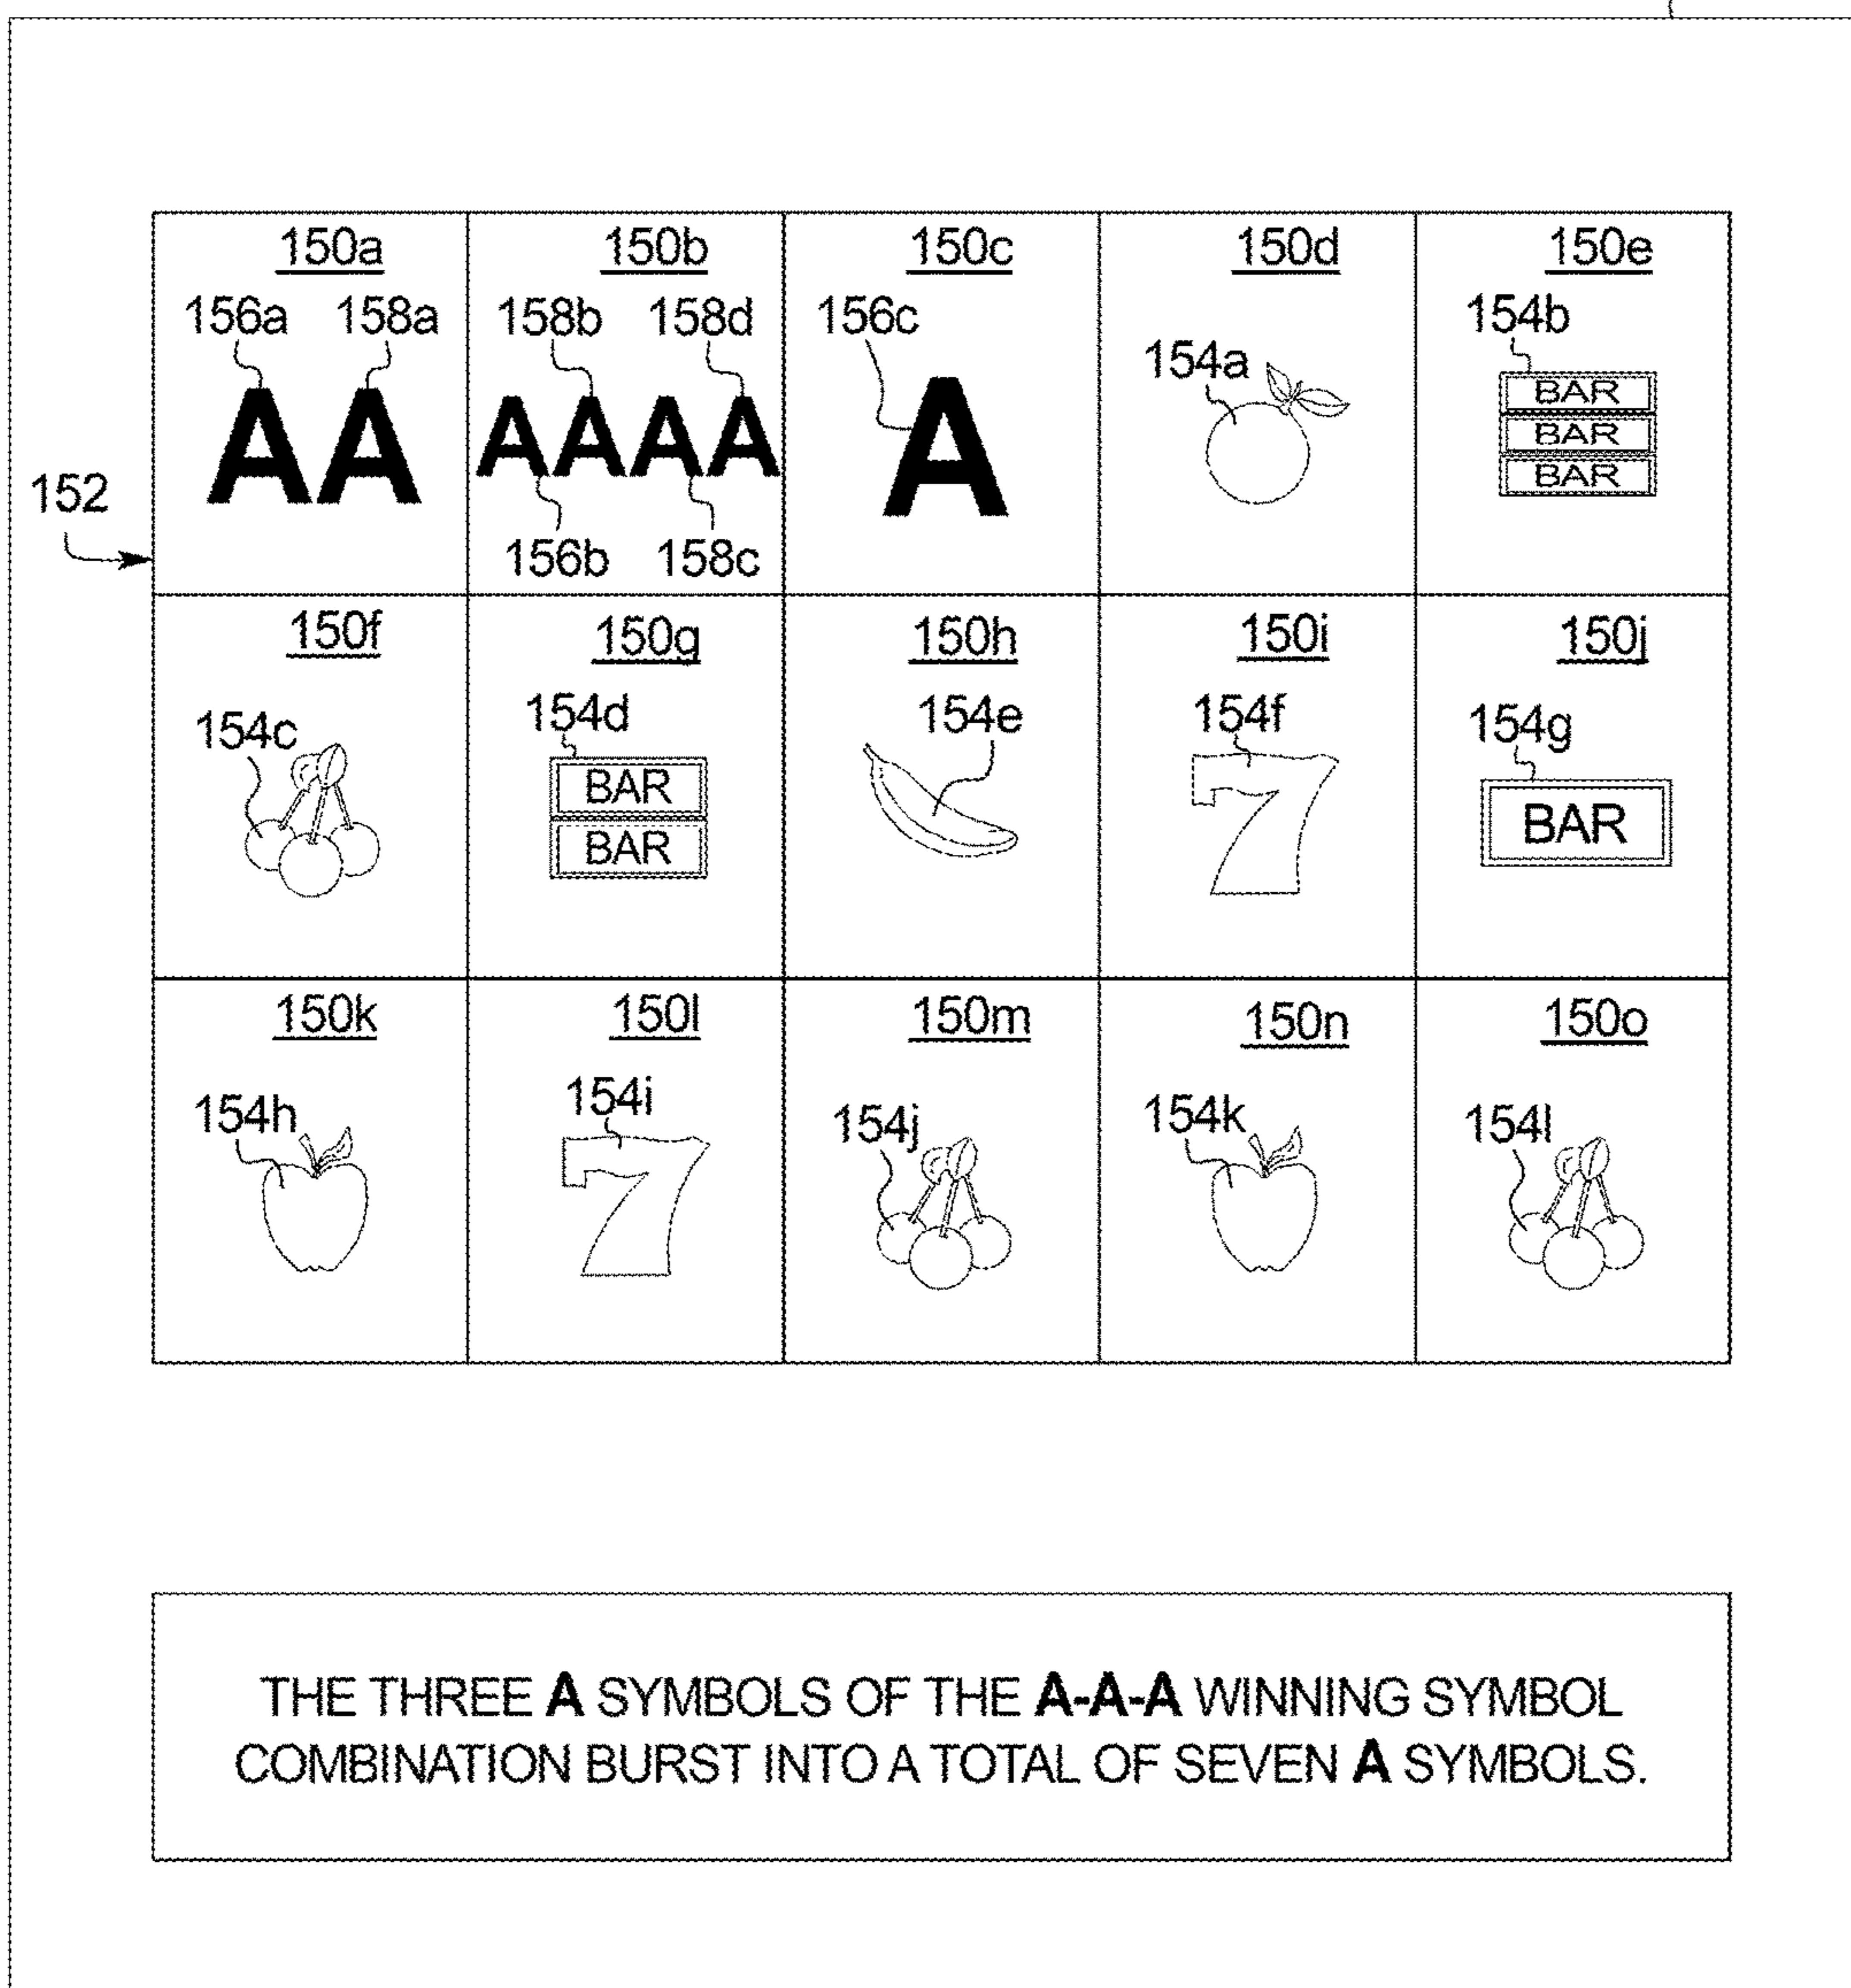 150a 150b 150c 150d 150e
156a 158a 158b 158d 156c 154a 154b
AA AAAA A BAR
BAR
BAR
152
156b 158c
150f 150g 150h 150i 150j
154c 154d 154e 154f 154g
BAR
BAR
7 BAR
150k 150l 150m 150n 150o
154h 154i 154j 154k 154l
7
THE THREE A SYMBOLS OF THE A-A-A WINNING SYMBOL
COMBINATION BURST INTO A TOTAL OF SEVEN A SYMBOLS.